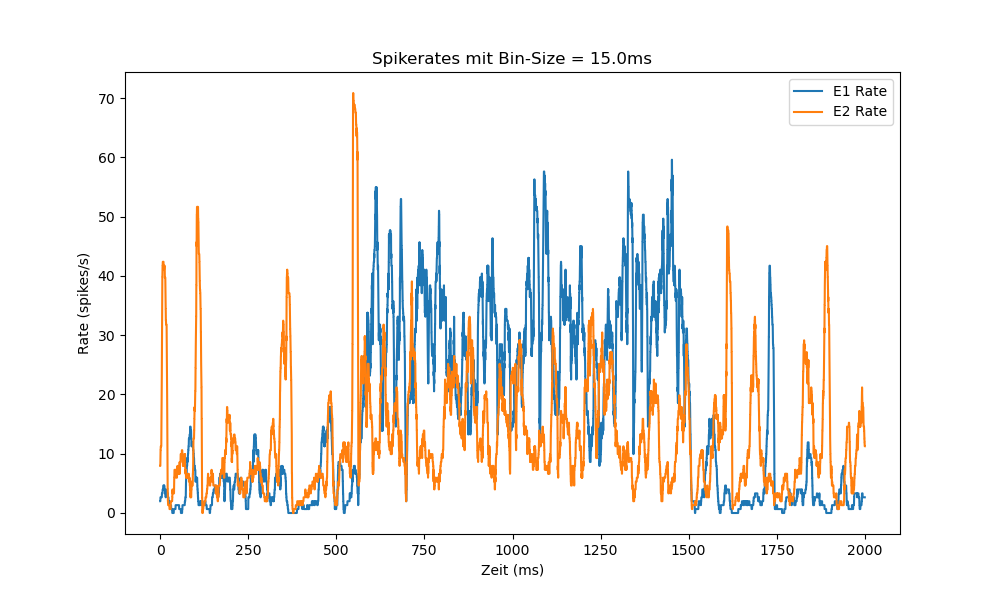 Spikerates mit Bin-Size = 15.0ms
E1 Rate
E2 Rate
Rate (spikes/s)
70
60
50
40
30
20
10
0
0 250 500 750 1000 1250 1500 1750 2000
Zeit (ms)